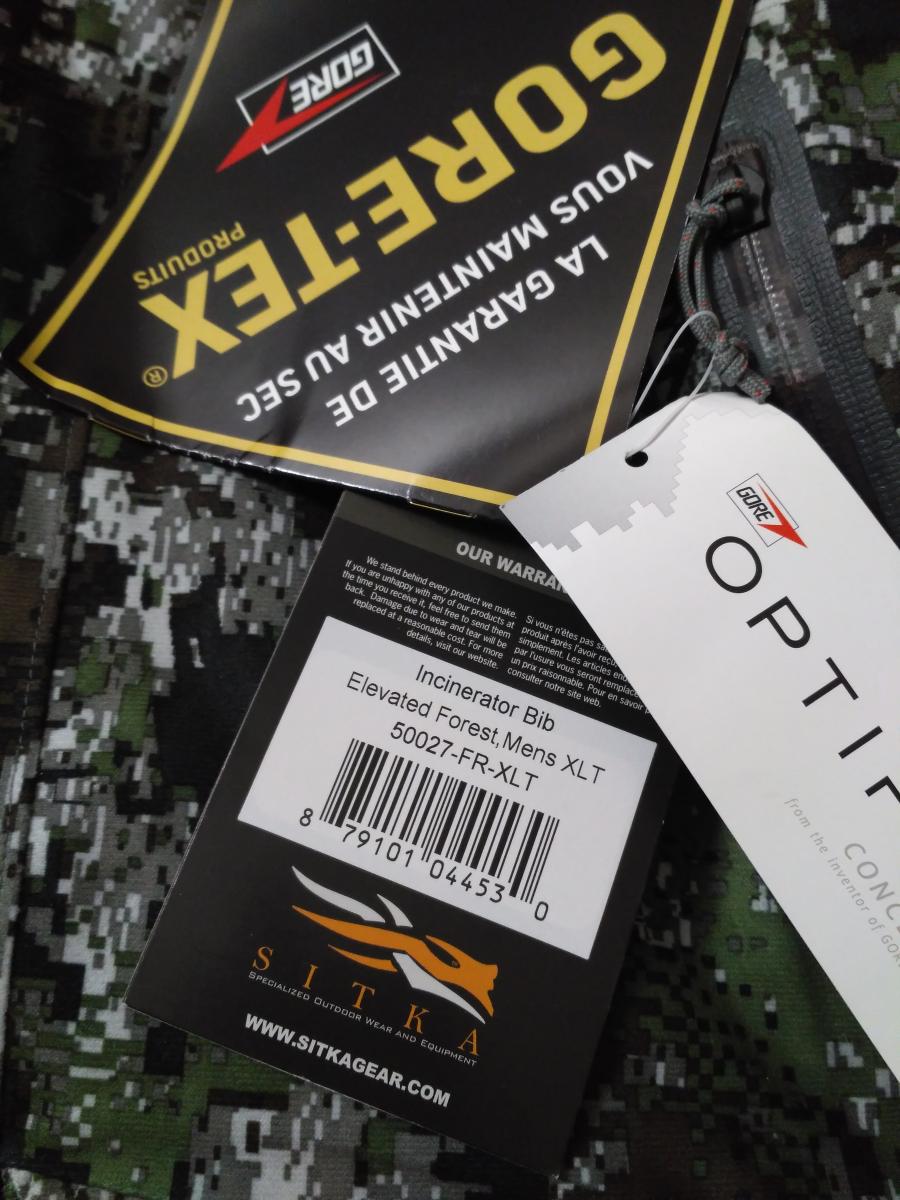 GORE
GORE-TEX®
PRODUITS
LA GARANTIE DE
VOUS MAINTENIR AU SEC
GORE
OPTIF
CONC
from the inventor of GOR
OUR WARRAN
We stand behind every product we make.
If you are unhappy with any of our products at
the time you receive it, feel free to send them
back. Damage due to wear and tear will be
replaced at a reasonable cost. For more
details, visit our website.
Si vous n'êtes pas sa
produit après l'avoir reçu
simplement. Les articles end
par l'usure vous seront remplacé
un prix raisonnable. Pour en savoir p
consulter notre site web.
Incinerator Bib
Elevated Forest,Mens XLT
50027-FR-XLT
8 79101 04453 0
SITKA
SPECIALIZED OUTDOOR WEAR AND EQUIPMENT
WWW.SITKAGEAR.COM